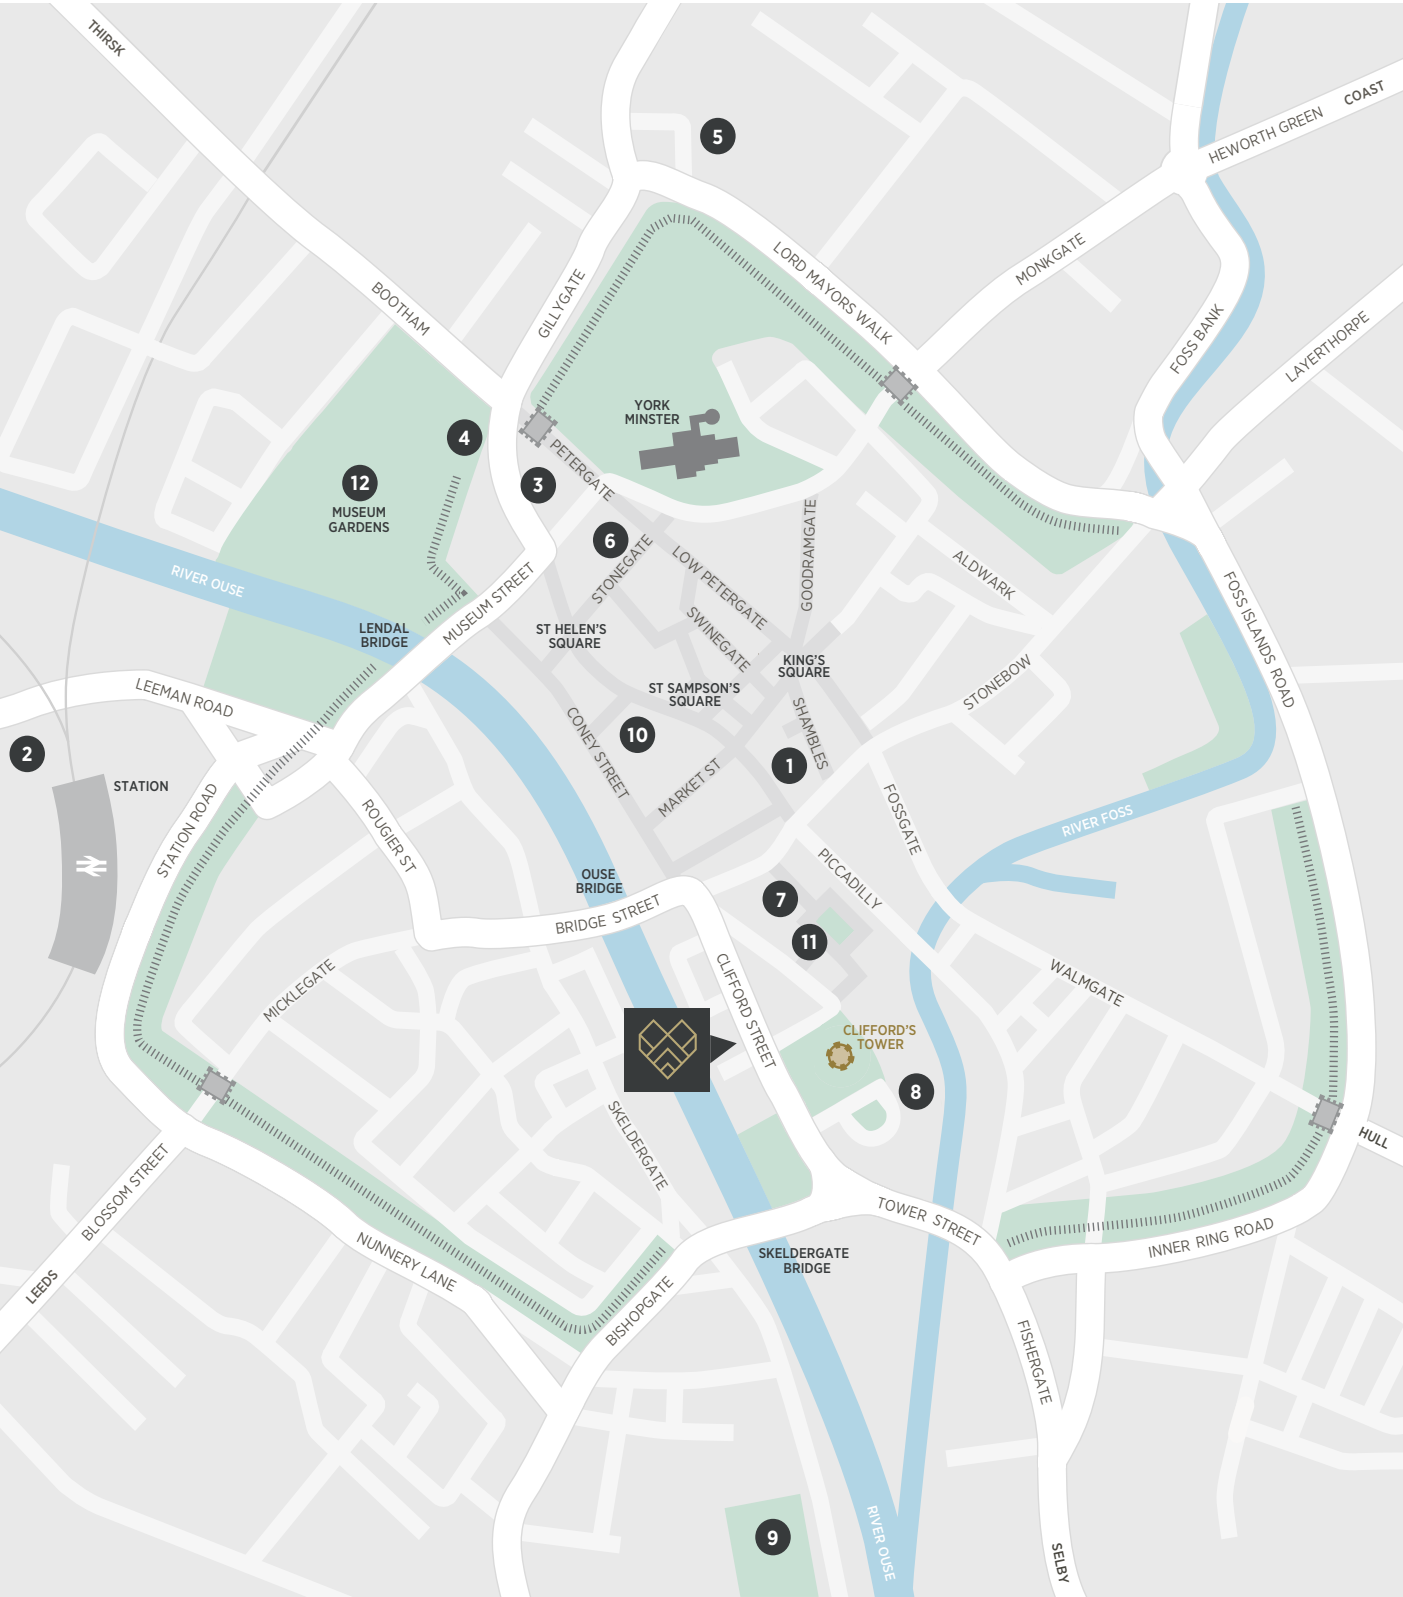 THIRSK
COAST
HEWORTH GREEN
5
LORD MAYORS WALK
MONKGATE
BOOTHAM
GILLYGATE
FOSS BANK
LAYERTHORPE
YORK
MINSTER
4
PETERGATE
3
12
MUSEUM
GARDENS
6
STONEGATE
LOW PETERGATE
GOODRAMGATE
ALDWARK
RIVER OUSE
MUSEUM STREET
LENDAL
BRIDGE
ST HELEN'S
SQUARE
SWINEGATE
KING'S
SQUARE
FOSS ISLANDS ROAD
STONEBOW
LEEMAN ROAD
ST SAMPSON'S
SQUARE
SHAMBLES
CONEY STREET
10
2
1
STATION
MARKET ST
STATION ROAD
ROUGIER ST
FOSSGATE
RIVER FOSS
OUSE
BRIDGE
PICCADILLY
7
BRIDGE STREET
11
MICKLEGATE
CLIFFORD STREET
WALMGATE
CLIFFORD'S
TOWER
8
SKELDERGATE
HULL
BLOSSOM STREET
TOWER STREET
NUNNERY LANE
SKELDERGATE
BRIDGE
INNER RING ROAD
LEEDS
BISHOPGATE
FISHERGATE
9
RIVER OUSE
SELBY